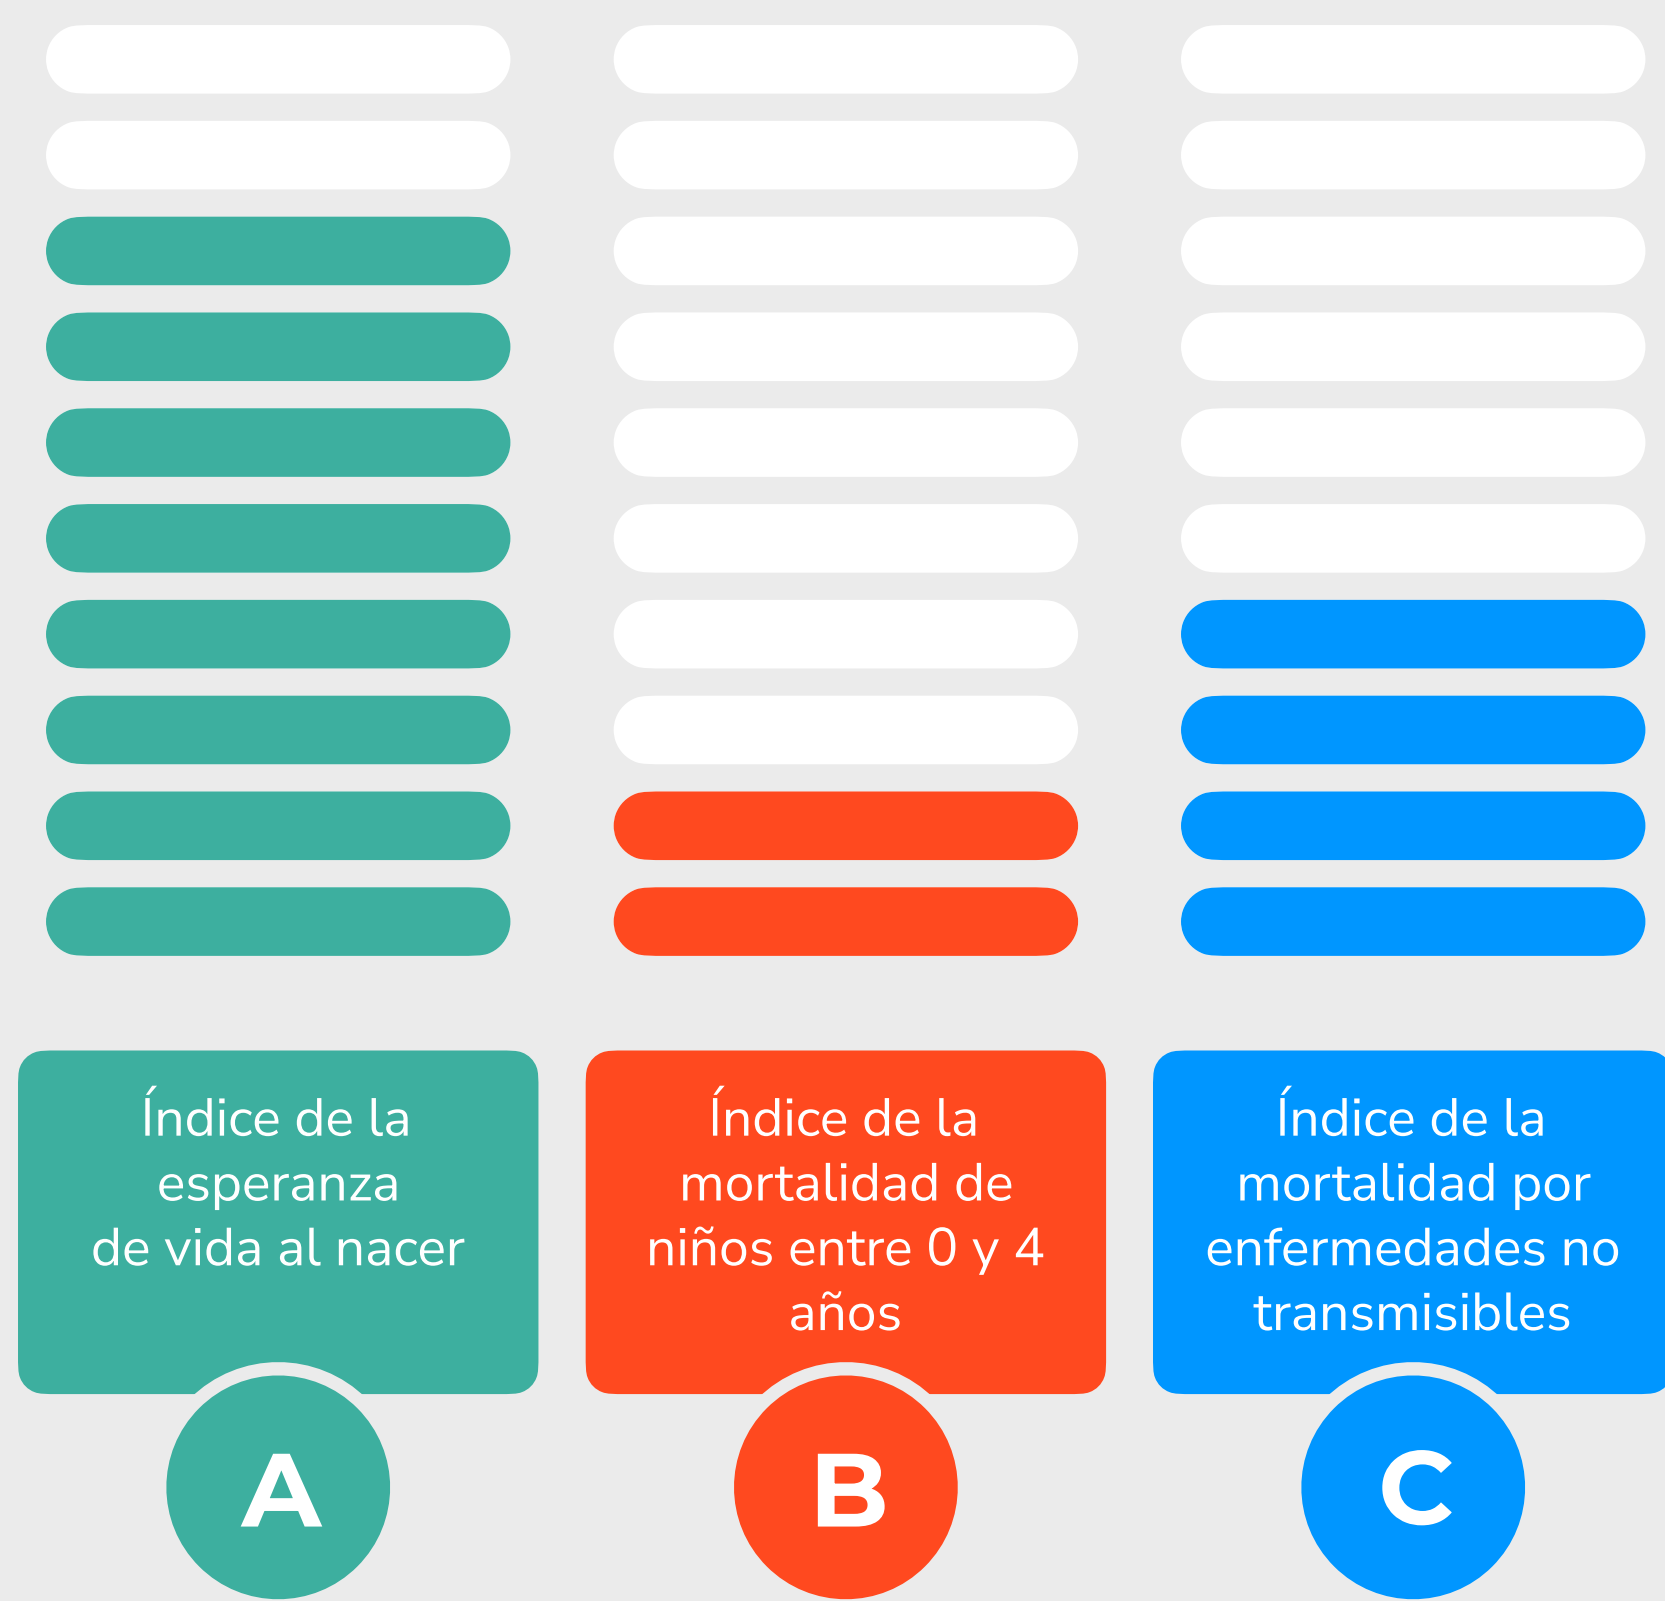 Índice de la
esperanza
de vida al nacer
A
Índice de la
mortalidad de
niños entre 0 y 4
años
B
Índice de la
mortalidad por
enfermedades no
transmisibles
C